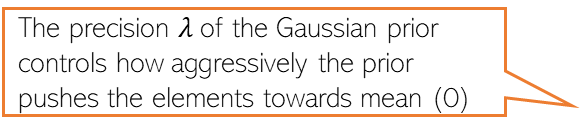 The precision λ of the Gaussian prior
controls how aggressively the prior
pushes the elements towards mean (0)